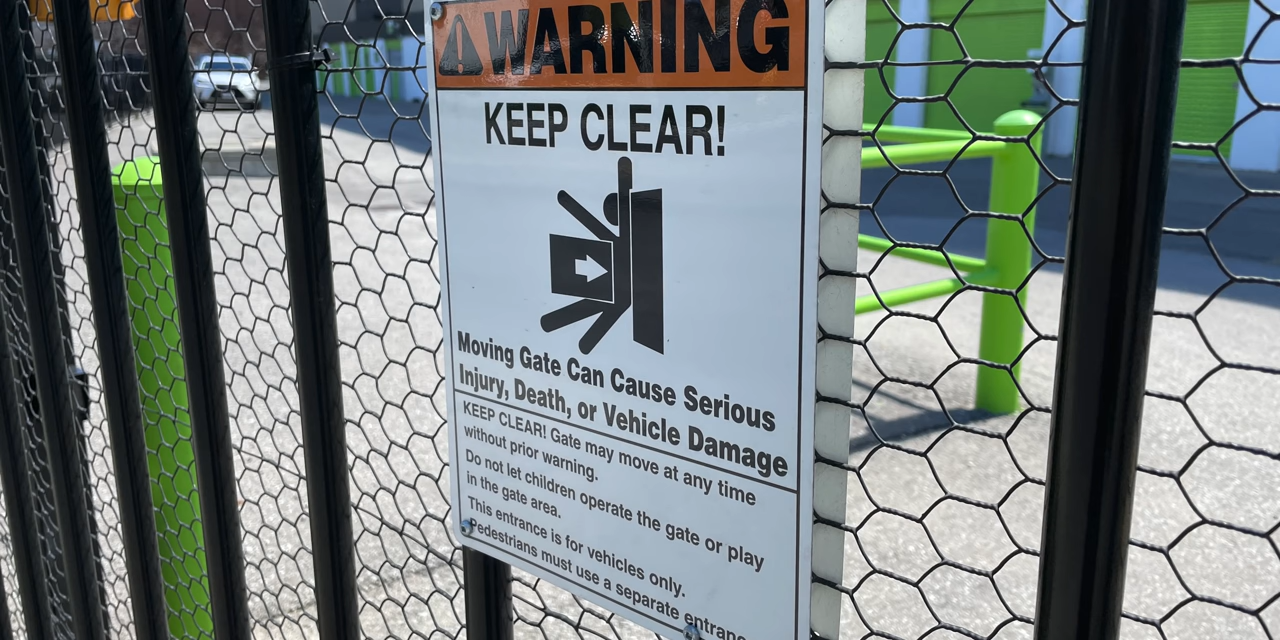 WARNING
KEEP CLEAR!
Moving Gate Can Cause Serious
Injury, Death, or Vehicle Damage
KEEP CLEAR! Gate may move at any time
without prior warning.
Do not let children operate the gate or play
in the gate area.
This entrance is for vehicles only.
Pedestrians must use a separate entranc